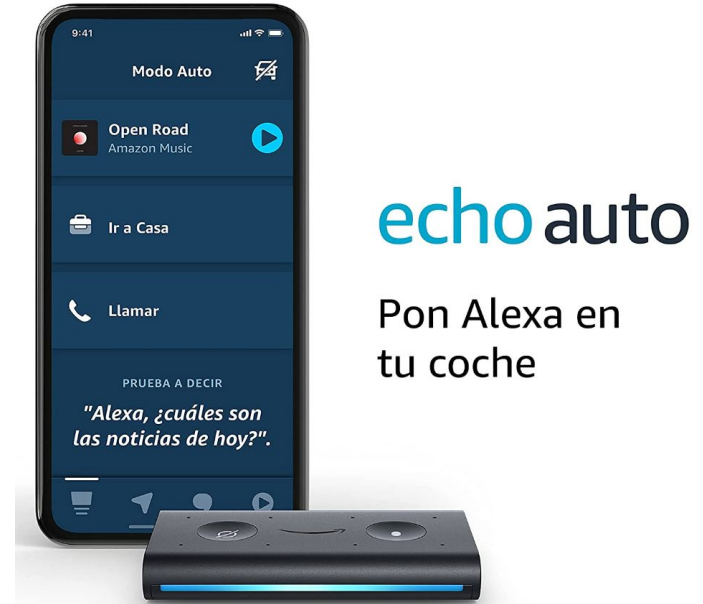 9:41
Modo Auto
Open Road
Amazon Music
Ir a Casa
Llamar
PRUEBA A DECIR
"Alexa, ¿cuáles son
las noticias de hoy?".
echo auto
Pon Alexa en
tu coche